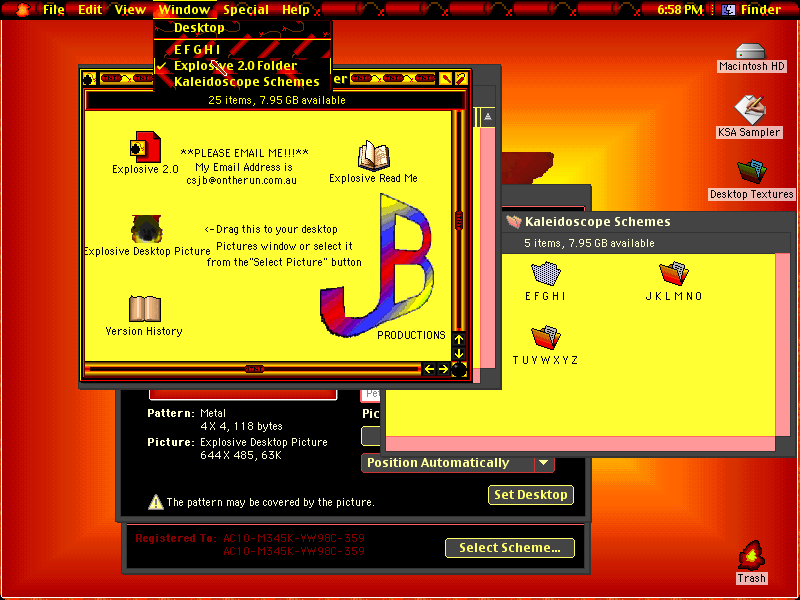 File Edit View Window Special Help 6:58 PM Finder
Desktop
E F G H I
✓ Explosive 2.0 Folder
Kaleidoscope Schemes
er
25 items, 7.95 GB available
Explosive 2.0
**PLEASE EMAIL ME!!!**
My Email Address is
csjb@ontherun.com.au
Explosive Read Me
Explosive Desktop Picture
<-Drag this to your desktop
Pictures window or select it
from the"Select Picture" button
Version History
JB
PRODUCTIONS
Macintosh HD
KSA Sampler
Desktop Textures
Kaleidoscope Schemes
5 items, 7.95 GB available
E F G H I
J K L M N O
T U V W X Y Z
Pattern: Metal
4 X 4, 118 bytes
Picture: Explosive Desktop Picture
644 X 485, 63K
Pe
Pic
Position Automatically
The pattern may be covered by the picture.
Set Desktop
Registered To: AC10-M345K-YW98C-359
AC10-M345K-YW98C-359
Select Scheme...
Trash